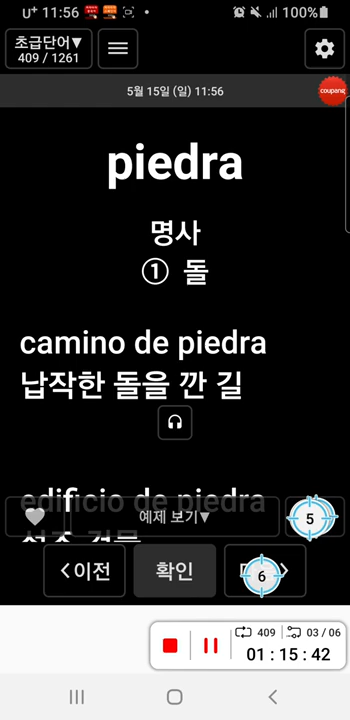 U⁺ 11:56 100%
초급단어▼
409 / 1261
5월 15일 (일) 11:56
coupang
piedra
명사
① 돌
camino de piedra
납작한 돌을 깐 길
edificio de piedra
예제 보기▼
5
<이전
확인
6
409 03 / 06
01 : 15 : 42